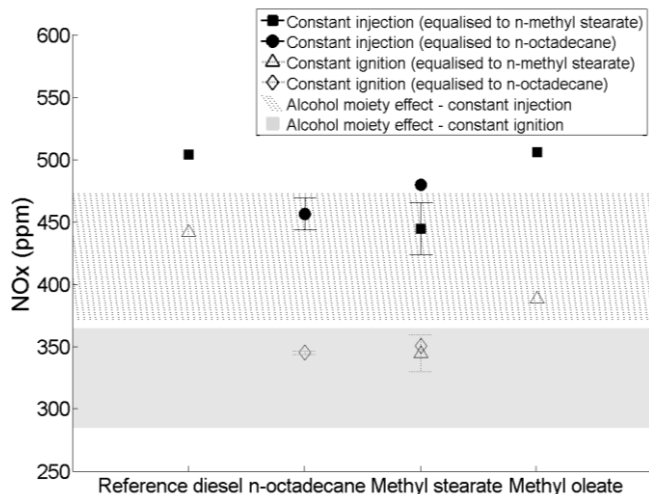 600
550
500
450
400
350
300
250
NOx (ppm)
Constant injection (equalised to n-methyl stearate)
Constant injection (equalised to n-octadecane)
Constant ignition (equalised to n-methyl stearate)
Constant ignition (equalised to n-octadecane)
Alcohol moiety effect - constant injection
Alcohol moiety effect - constant ignition
Reference diesel n-octadecane Methyl stearate Methyl oleate